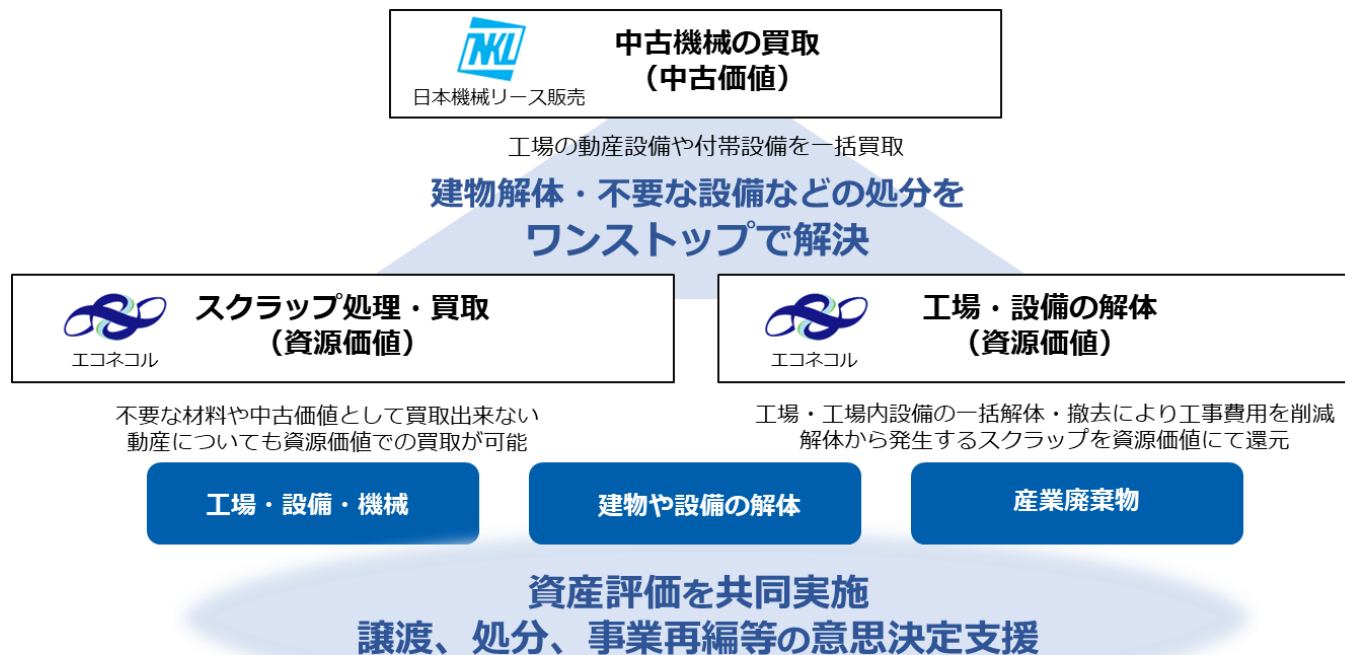 NKL
中古機械の買取
（中古価値）
日本機械リース販売
工場の動産設備や付帯設備を一括買取
建物解体・不要な設備などの処分を
ワンストップで解決
スクラップ処理・買取
（資源価値）
エコネコル
不要な材料や中古価値として買取出来ない
動産についても資源価値での買取が可能
工場・設備の解体
（資源価値）
エコネコル
工場・工場内設備の一括解体・撤去により工事費用を削減
解体から発生するスクラップを資源価値にて還元
工場・設備・機械
建物や設備の解体
産業廃棄物
資産評価を共同実施
譲渡、処分、事業再編等の意思決定支援